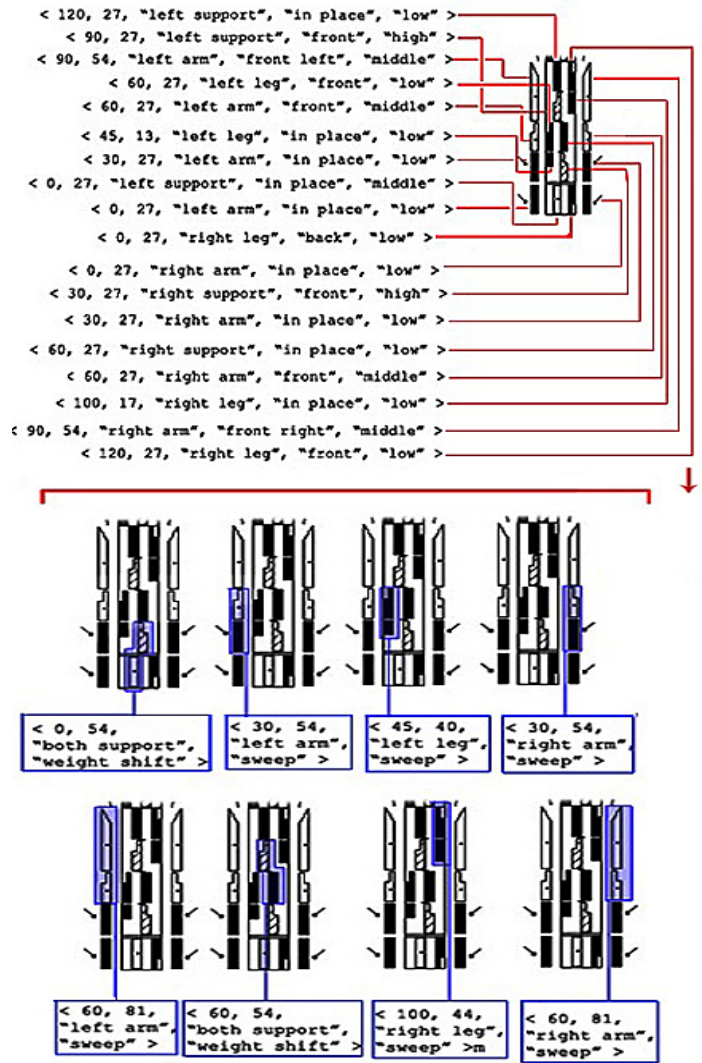 < 120, 27, "left support", "in place", "low" >
< 90, 27, "left support", "front", "high" >
< 90, 54, "left arm", "front left", "middle" >
< 60, 27, "left leg", "front", "low" >
< 60, 27, "left arm", "front", "middle" >
< 45, 13, "left leg", "in place", "low" >
< 30, 27, "left arm", "in place", "low" >
< 0, 27, "left support", "in place", "middle" >
< 0, 27, "left arm", "in place", "low" >
< 0, 27, "right leg", "back", "low" >
< 0, 27, "right arm", "in place", "low" >
< 30, 27, "right support", "front", "high" >
< 30, 27, "right arm", "in place", "low" >
< 60, 27, "right support", "in place", "low" >
< 60, 27, "right arm", "front", "middle" >
< 100, 17, "right leg", "in place", "low" >
< 90, 54, "right arm", "front right", "middle" >
< 120, 27, "right leg", "front", "low" >
< 0, 54,
"both support",
"weight shift" >
< 30, 54,
"left arm",
"sweep" >
< 45, 40,
"left leg",
"sweep" >
< 30, 54,
"right arm",
"sweep" >
< 60, 81,
"left arm",
"sweep" >
< 60, 54,
"both support",
"weight shift" >
< 100, 44,
"right leg",
"sweep" >m
< 60, 81,
"right arm",
"sweep" >